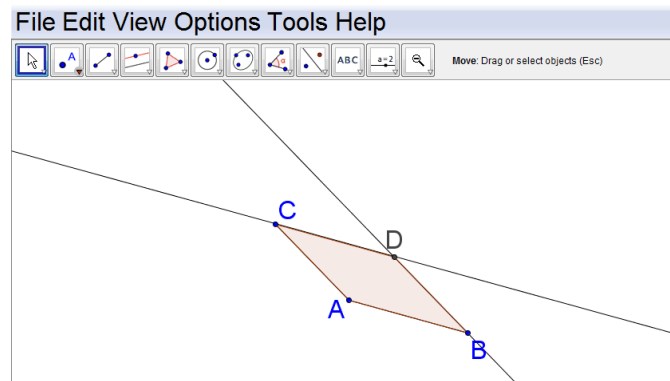 File Edit View Options Tools Help
A ABC a=2 Move: Drag or select objects (Esc)
C
D
A
B